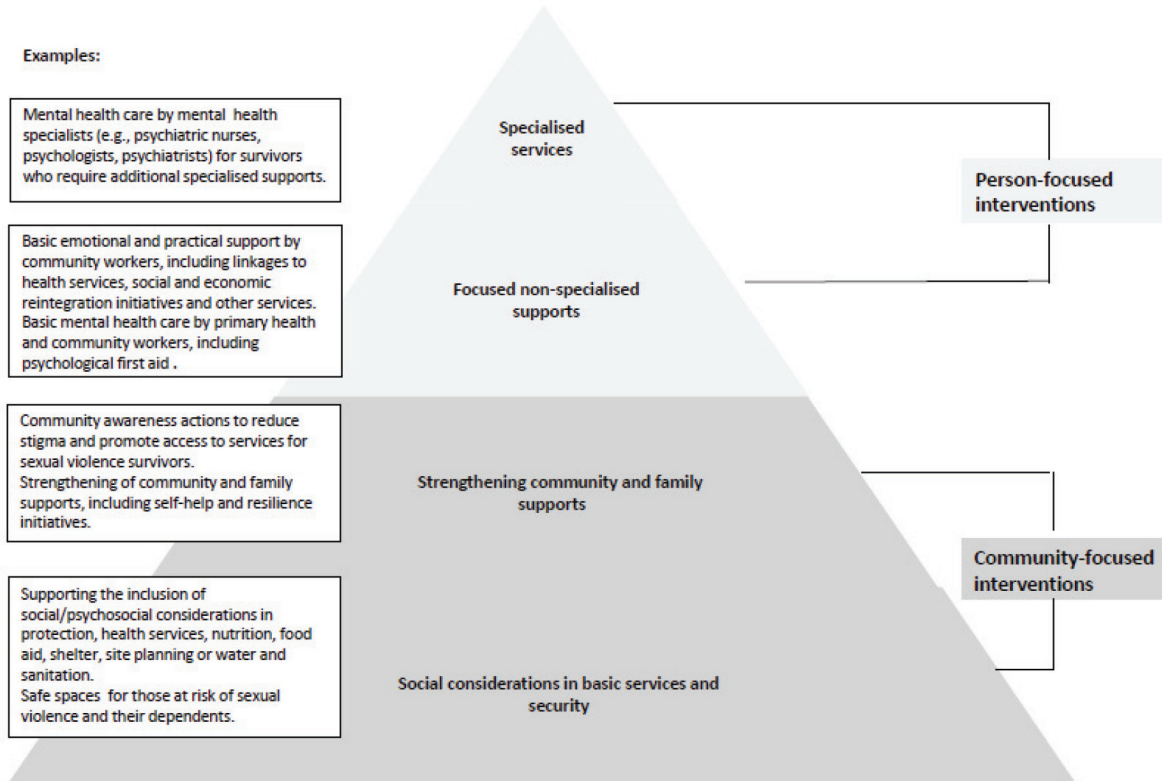 Examples:
Mental health care by mental health
specialists (e.g., psychiatric nurses,
psychologists, psychiatrists) for survivors
who require additional specialised supports.
Specialised
services
Person-focused
interventions
Basic emotional and practical support by
community workers, including linkages to
health services, social and economic
reintegration initiatives and other services.
Basic mental health care by primary health
and community workers, including
psychological first aid .
Focused non-specialised
supports
Community awareness actions to reduce
stigma and promote access to services for
sexual violence survivors.
Strengthening of community and family
supports, including self-help and resilience
initiatives.
Strengthening community and family
supports
Community-focused
interventions
Supporting the inclusion of
social/psychosocial considerations in
protection, health services, nutrition, food
aid, shelter, site planning or water and
sanitation.
Safe spaces for those at risk of sexual
violence and their dependents.
Social considerations in basic services and
security